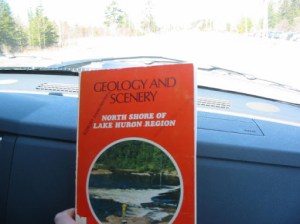 GEOLOGY AND
SCENERY
NORTH SHORE OF
LAKE HURON REGION